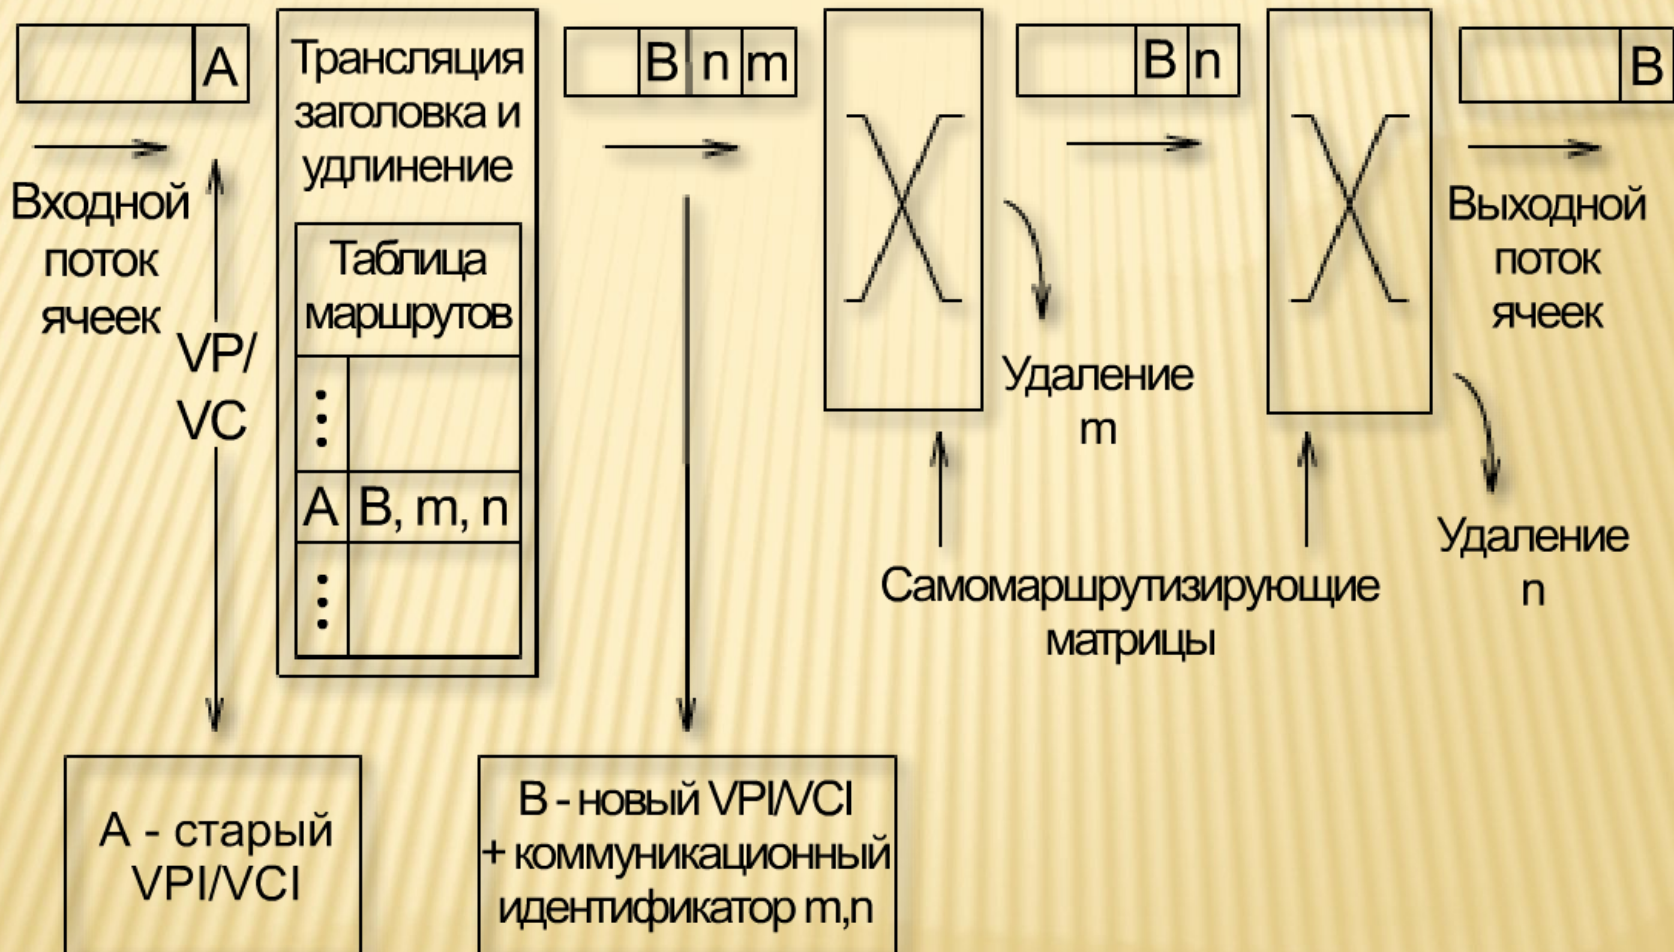 A
Трансляция
заголовка и
удлинение
B n m
B n
B
Входной
поток
ячеек
VP/
VC
Таблица
маршрутов
A B, m, n
Удаление
m
Выходной
поток
ячеек
Удаление
n
Самомаршрутизирующие
матрицы
А - старый
VPI/VCI
В - новый VPI/VCI
+ коммуникационный
идентификатор m,n